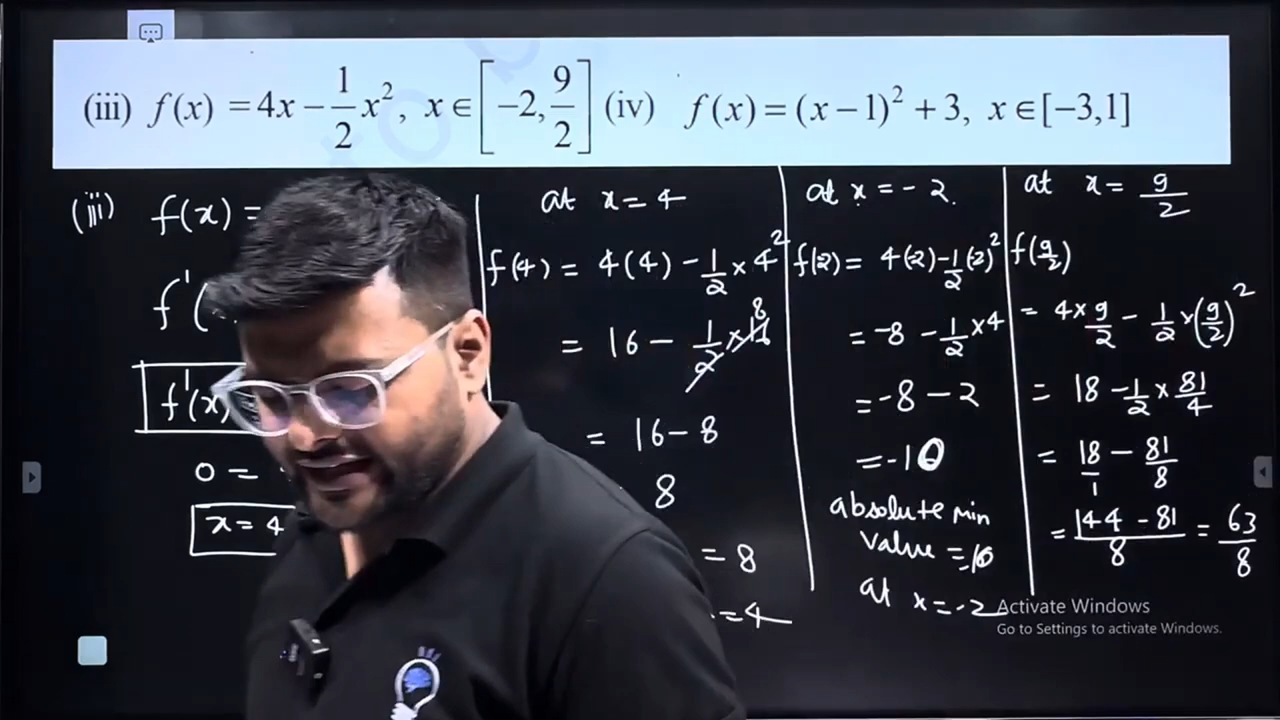 (iii) f(x) = 4x − 1/2 x², x ∈ [−2, 9/2] (iv) f(x) = (x − 1)² + 3, x ∈ [−3, 1]
(iii) f(x) =
f'(
f'(x)
0 =
x = 4
at x = 4
f(4) = 4(4) − 1/2 × 4²
= 16 − 1/2 × 16 8
= 16 − 8
8
= 8
= 4
at x = −2.
f(-2) = 4(-2) − 1/2 (-2)²
= −8 − 1/2 × 4
= −8 − 2
= −10
absolute min
value = -10
at x = −2
at x = 9/2
f(9/2)
= 4 × 9/2 − 1/2 × (9/2)²
= 18 − 1/2 × 81/4
= 18/1 − 81/8
= 144 − 81/8 = 63/8
Activate Windows
Go to Settings to activate Windows.